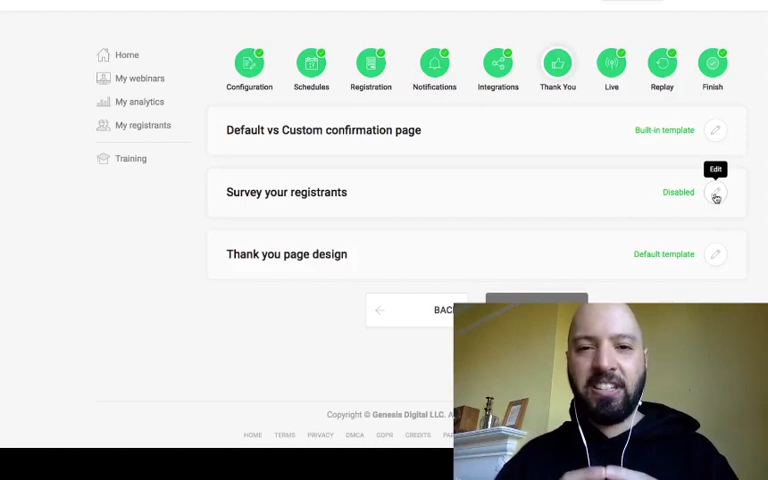 Home
My webinars
My analytics
My registrants
Training
Configuration
Schedules
Registration
Notifications
Integrations
Thank You
Live
Replay
Finish
Default vs Custom confirmation page
Built-in template
Edit
Survey your registrants
Disabled
Thank you page design
Default template
BACK
Copyright © Genesis Digital LLC. A
HOME
TERMS
PRIVACY
DMCA
GDPR
CREDITS